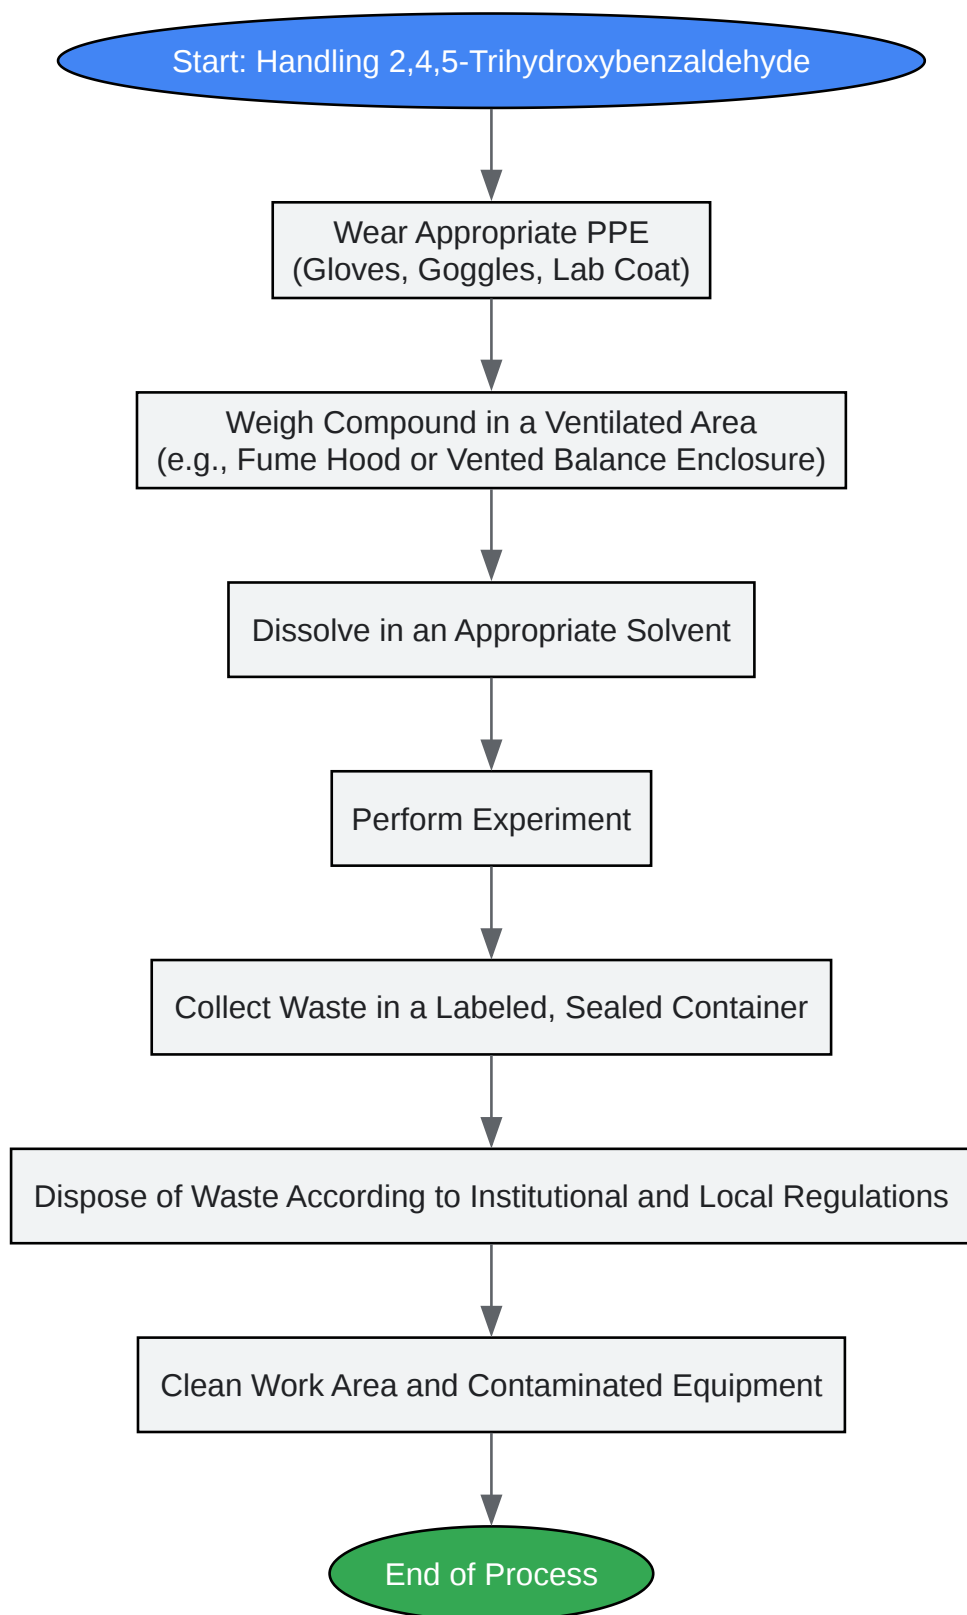 Start: Handling 2,4,5-Trihydroxybenzaldehyde
Wear Appropriate PPE
(Gloves, Goggles, Lab Coat)
Weigh Compound in a Ventilated Area
(e.g., Fume Hood or Vented Balance Enclosure)
Dissolve in an Appropriate Solvent
Perform Experiment
Collect Waste in a Labeled, Sealed Container
Dispose of Waste According to Institutional and Local Regulations
Clean Work Area and Contaminated Equipment
End of Process